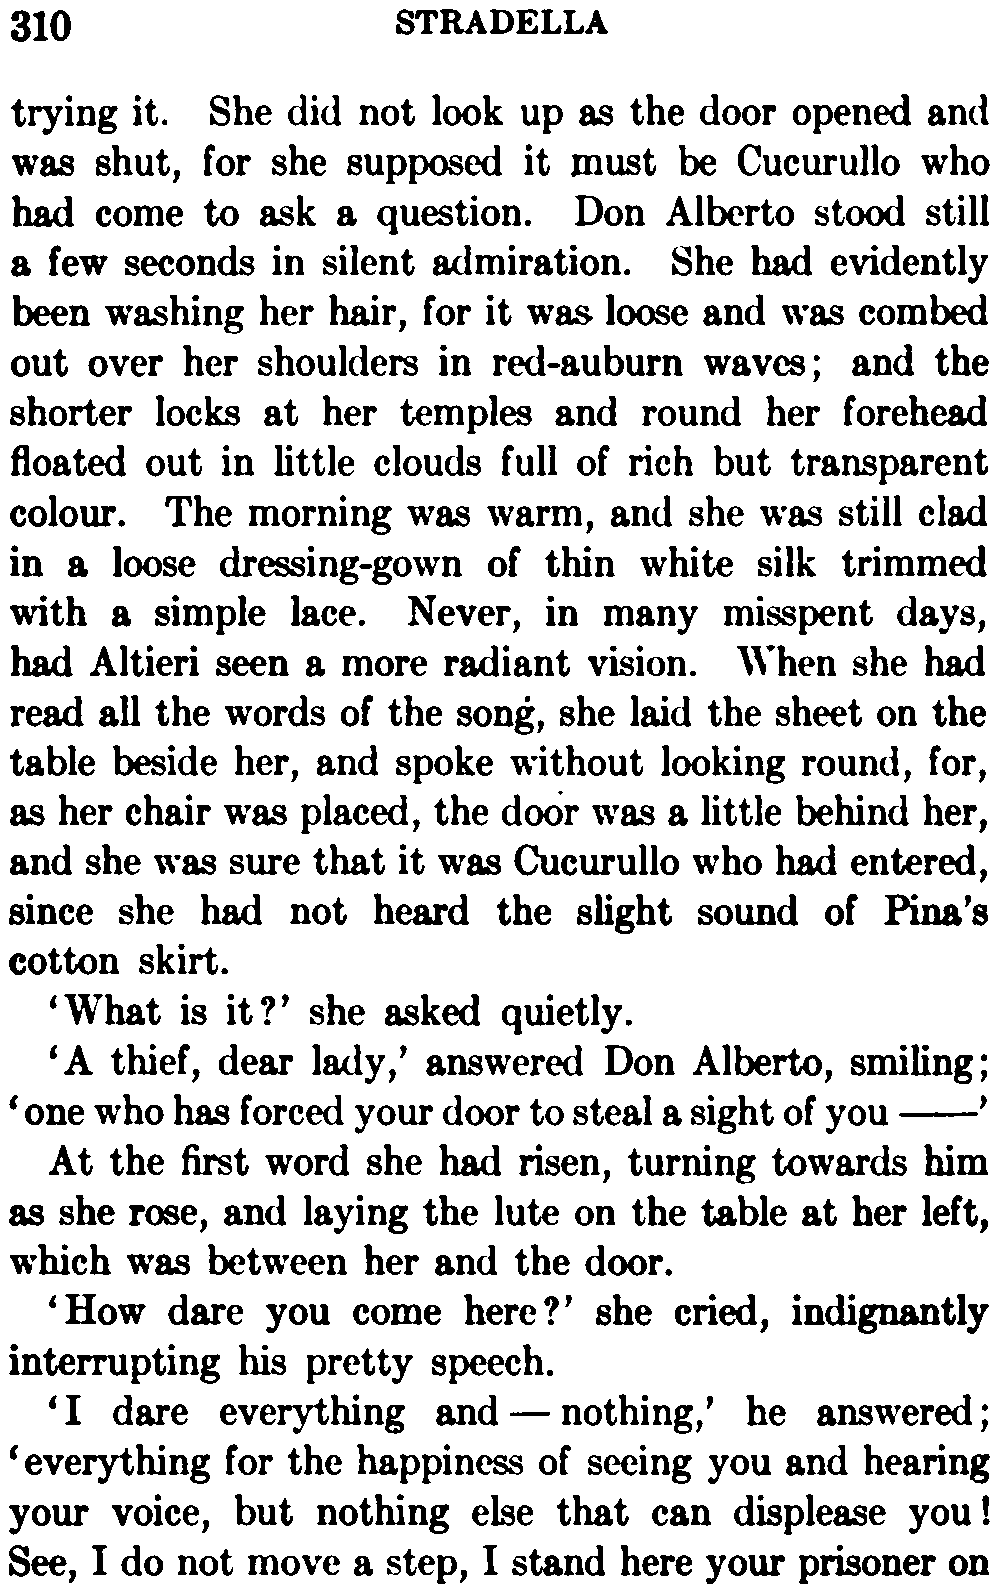 310 STRADELLA
trying it. She did not look up as the door opened and
was shut, for she supposed it must be Cucurullo who
had come to ask a question. Don Alberto stood still
a few seconds in silent admiration. She had evidently
been washing her hair, for it was loose and was combed
out over her shoulders in red-auburn waves; and the
shorter locks at her temples and round her forehead
floated out in little clouds full of rich but transparent
colour. The morning was warm, and she was still clad
in a loose dressing-gown of thin white silk trimmed
with a simple lace. Never, in many misspent days,
had Altieri seen a more radiant vision. When she had
read all the words of the song, she laid the sheet on the
table beside her, and spoke without looking round, for,
as her chair was placed, the door was a little behind her,
and she was sure that it was Cucurullo who had entered,
since she had not heard the slight sound of Pina's
cotton skirt.
'What is it?' she asked quietly.
'A thief, dear lady,' answered Don Alberto, smiling;
'one who has forced your door to steal a sight of you ——'
At the first word she had risen, turning towards him
as she rose, and laying the lute on the table at her left,
which was between her and the door.
'How dare you come here?' she cried, indignantly
interrupting his pretty speech.
'I dare everything and — nothing,' he answered;
'everything for the happiness of seeing you and hearing
your voice, but nothing else that can displease you!
See, I do not move a step, I stand here your prisoner on